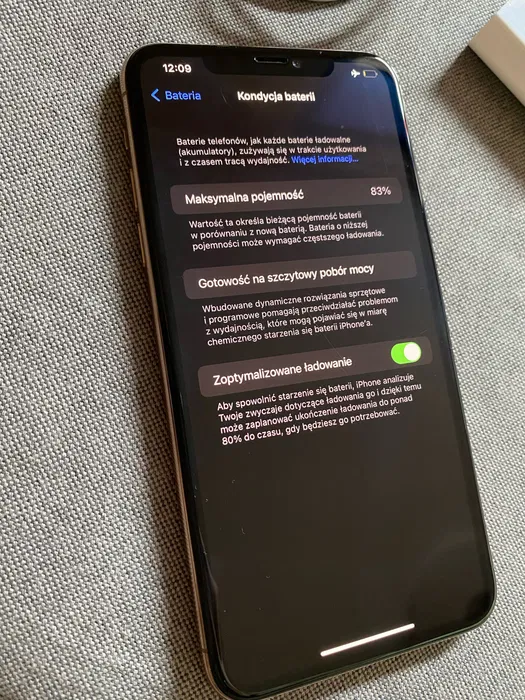 12:09
Bateria
Kondycja baterii
Baterie telefonów, jak każde baterie ładowalne
(akumulatory), zużywają się w trakcie użytkowania
i z czasem tracą wydajność. Więcej informacji...
Maksymalna pojemność 83%
Wartość ta określa bieżącą pojemność baterii
w porównaniu z nową baterią. Bateria o niższej
pojemności może wymagać częstszego ładowania.
Gotowość na szczytowy pobór mocy
Wbudowane dynamiczne rozwiązania sprzętowe
i programowe pomagają przeciwdziałać problemom
z wydajnością, które mogą pojawiać się w miarę
chemicznego starzenia się baterii iPhone'a.
Zoptymalizowane ładowanie
Aby spowolnić starzenie się baterii, iPhone analizuje
Twoje zwyczaje dotyczące ładowania go i dzięki temu
może zaplanować ukończenie ładowania do ponad
80% do czasu, gdy będziesz go potrzebować.